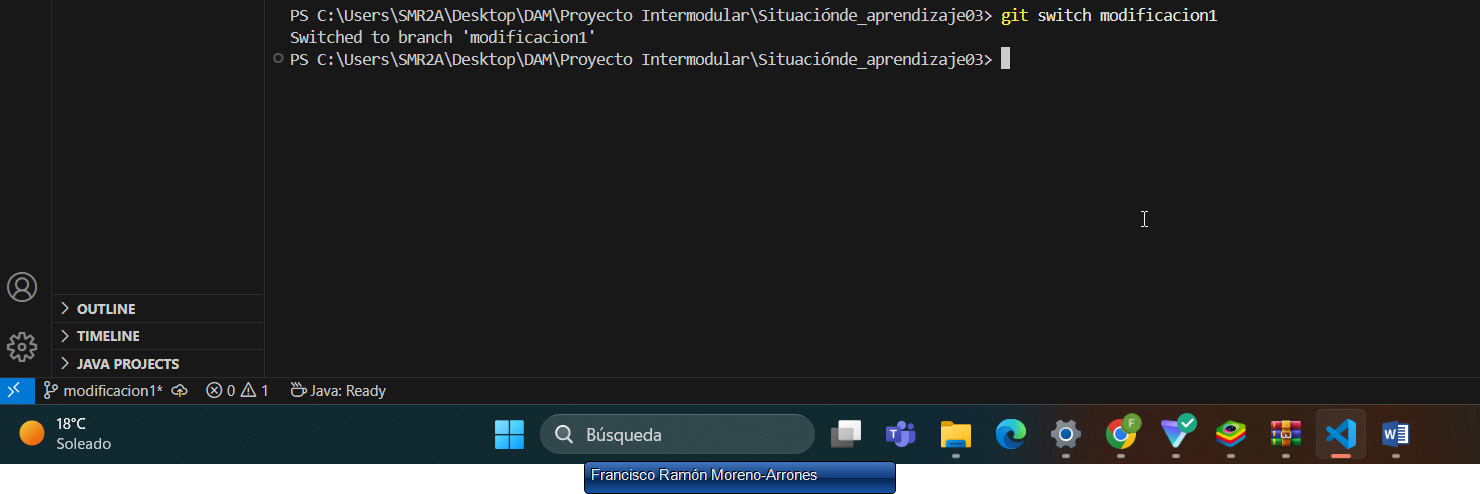 PS C:\Users\SMR2A\Desktop\DAM\Proyecto Intermodular\Situaciónde_aprendizaje03> git switch modificacion1
Switched to branch 'modificacion1'
PS C:\Users\SMR2A\Desktop\DAM\Proyecto Intermodular\Situaciónde_aprendizaje03>
OUTLINE
TIMELINE
JAVA PROJECTS
modificacion1* 0 1 Java: Ready
18°C
Soleado
Búsqueda
F
Francisco Ramón Moreno-Arrones